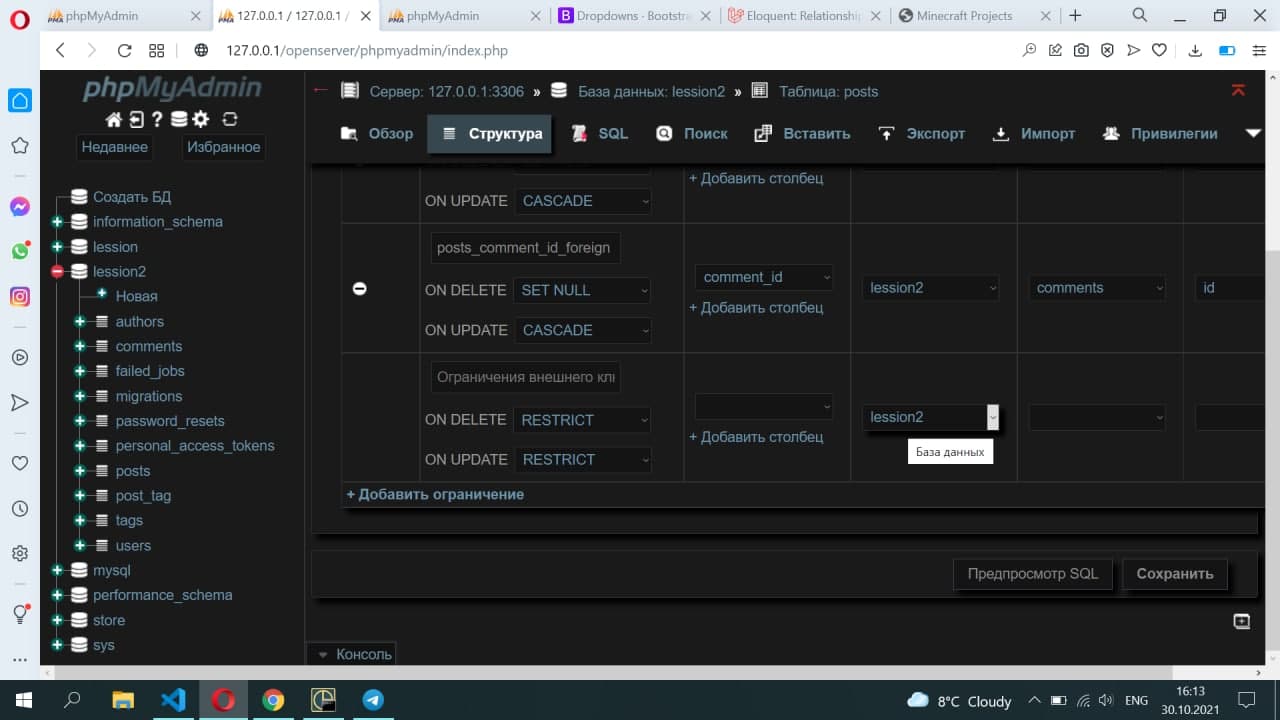 phpMyAdmin
127.0.0.1 / 127.0.0.1 /
phpMyAdmin
Dropdowns · Bootstra
Eloquent: Relationshi
Minecraft Projects
127.0.0.1/openserver/phpmyadmin/index.php
phpMyAdmin
Недавнее
Избранное
Создать БД
information_schema
lession
lession2
Новая
authors
comments
failed_jobs
migrations
password_resets
personal_access_tokens
posts
post_tag
tags
users
mysql
performance_schema
store
sys
Сервер: 127.0.0.1:3306 » База данных: lession2 » Таблица: posts
Обзор
Структура
SQL
Поиск
Вставить
Экспорт
Импорт
Привилегии
+ Добавить столбец
ON UPDATE CASCADE
posts_comment_id_foreign
ON DELETE SET NULL
ON UPDATE CASCADE
comment_id
+ Добавить столбец
lession2
comments
id
Ограничения внешнего клю
ON DELETE RESTRICT
ON UPDATE RESTRICT
+ Добавить столбец
lession2
База данных
+ Добавить ограничение
Предпросмотр SQL
Сохранить
Консоль
8°C Cloudy
ENG
16:13
30.10.2021